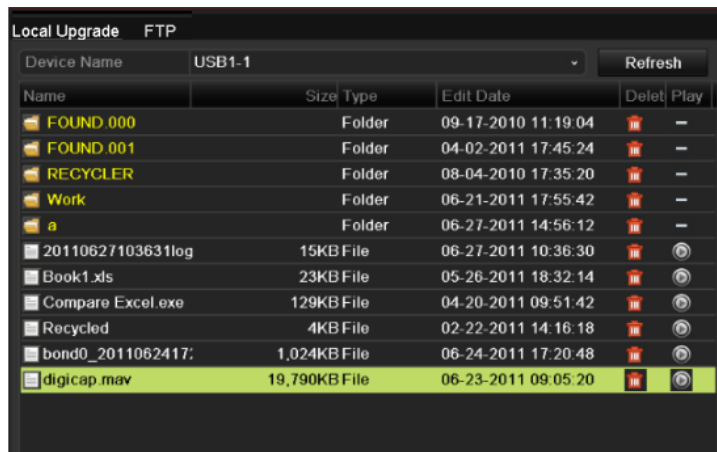 Local Upgrade FTP
Device Name USB1-1 Refresh
Name Size Type Edit Date Delet Play
FOUND.000 Folder 09-17-2010 11:19:04 –
FOUND.001 Folder 04-02-2011 17:45:24 –
RECYCLER Folder 08-04-2010 17:35:20 –
Work Folder 06-21-2011 17:55:42 –
a Folder 06-27-2011 14:56:12 –
20110627103631log 15KB File 06-27-2011 10:36:30
Book1.xls 23KB File 05-26-2011 18:32:14
Compare Excel.exe 129KB File 04-20-2011 09:51:42
Recycled 4KB File 02-22-2011 14:16:18
bond0_2011062417: 1,024KB File 06-24-2011 17:20:48
digicap.mav 19,790KB File 06-23-2011 09:05:20